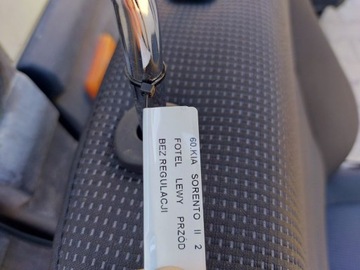 60.KIA SORENTO II 2
FOTEL LEWY PRZÓD
BEZ REGULACJI